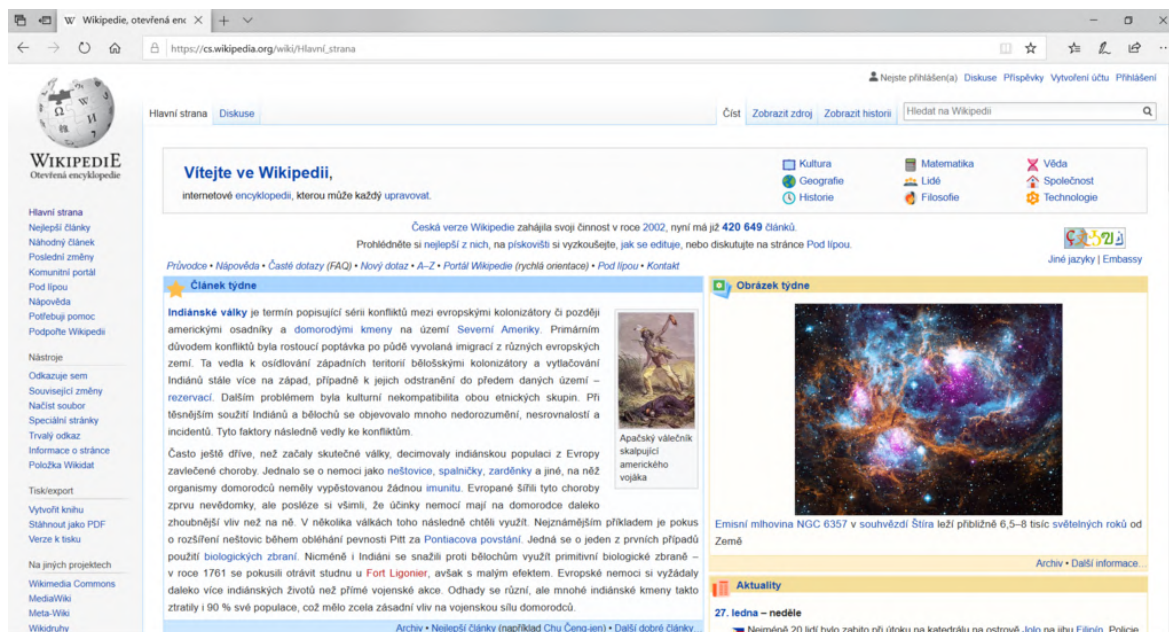 Wikipedie, otevřená enc
https://cs.wikipedia.org/wiki/Hlavní_strana
Nejste přihlášen(a) Diskuse Příspěvky Vytvoření účtu Přihlášení
Hlavní strana Diskuse
Číst Zobrazit zdroj Zobrazit historii Hledat na Wikipedii
WIKIPEDIE
Otevřená encyklopedie
Hlavní strana
Nejlepší články
Náhodný článek
Poslední změny
Komunitní portál
Pod lípou
Nápověda
Potřebuji pomoc
Podpořte Wikipedii
Nástroje
Odkazuje sem
Související změny
Načíst soubor
Speciální stránky
Trvalý odkaz
Informace o stránce
Položka Wikidat
Tisk/export
Vytvořit knihu
Stáhnout jako PDF
Verze k tisku
Na jiných projektech
Wikimedia Commons
MediaWiki
Meta-Wiki
Wikidruhy
Vítejte ve Wikipedii,
internetové encyklopedii, kterou může každý upravovat.
Kultura
Geografie
Historie
Matematika
Lidé
Filosofie
Věda
Společnost
Technologie
Česká verze Wikipedie zahájila svoji činnost v roce 2002, nyní má již 420 649 článků.
Prohlédněte si nejlepší z nich, na pískovišti si vyzkoušejte, jak se edituje, nebo diskutujte na stránce Pod lípou.
Jiné jazyky | Embassy
Průvodce • Nápověda • Časté dotazy (FAQ) • Nový dotaz • A–Z • Portál Wikipedie (rychlá orientace) • Pod lípou • Kontakt
Článek týdne
Indiánské války je termín popisující sérii konfliktů mezi evropskými kolonizátory či později
americkými osadníky a domorodými kmeny na území Severní Ameriky. Primárním
důvodem konfliktů byla rostoucí poptávka po půdě vyvolaná imigrací z různých evropských
zemí. Ta vedla k osídlování západních teritorií bělošskými kolonizátory a vytlačování
Indiánů stále více na západ, případně k jejich odstranění do předem daných území –
rezervací. Dalším problémem byla kulturní nekompatibilita obou etnických skupin. Při
těsnějším soužití Indiánů a bělochů se objevovalo mnoho nedorozumění, nesrovnalostí a
incidentů. Tyto faktory následně vedly ke konfliktům.
Apačský válečník
skalpující
amerického
vojáka
Často ještě dříve, než začaly skutečné války, decimovaly indiánskou populaci z Evropy
zavlečené choroby. Jednalo se o nemoci jako neštovice, spalničky, zarděnky a jiné, na něž
organismy domorodců neměly vypěstovanou žádnou imunitu. Evropané šířili tyto choroby
zprvu nevědomky, ale posléze si všimli, že účinky nemocí mají na domorodce daleko
zhoubnější vliv než na ně. V několika válkách toho následně chtěli využít. Nejznámějším příkladem je pokus
o rozšíření neštovic během obléhání pevnosti Pitt za Pontiacova povstání. Jedná se o jeden z prvních případů
použití biologických zbraní. Nicméně i Indiáni se snažili proti bělochům využít primitivní biologické zbraně –
v roce 1761 se pokusili otrávit studnu u Fort Ligonier, avšak s malým efektem. Evropské nemoci si vyžádaly
daleko více indiánských životů než přímé vojenské akce. Odhady se různí, ale mnohé indiánské kmeny takto
ztratily i 90 % své populace, což mělo zcela zásadní vliv na vojenskou sílu domorodců.
Archiv • Nejlepší články (například Chu Čeng-jen) • Další dobré články...
Obrázek týdne
Emisní mlhovina NGC 6357 v souhvězdí Štíra leží přibližně 6,5–8 tisíc světelných roků od
Země
Archiv • Další informace...
Aktuality
27. ledna – neděle
Nejméně 20 lidí bylo zabito při útoku na katedrálu na ostrově Jolo na jihu Filipín. Policie